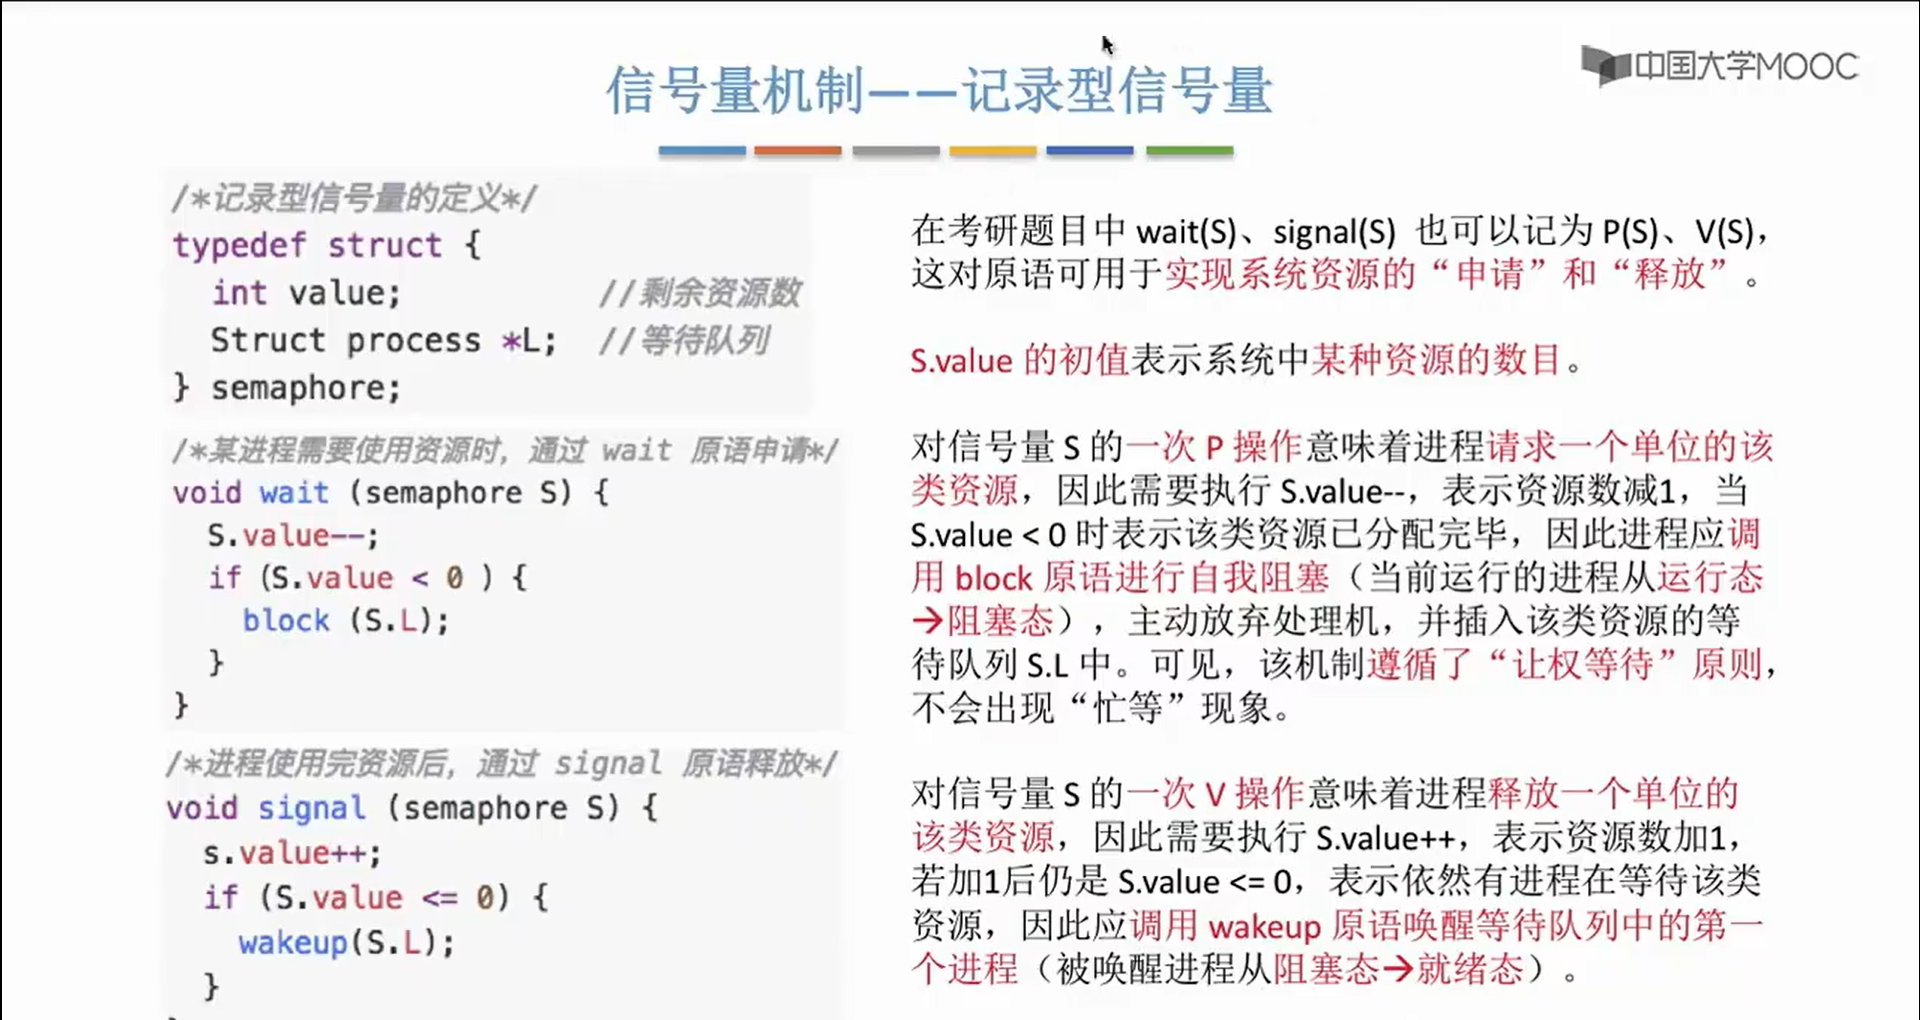 信号量机制——记录型信号量
中国大学MOOC
/*记录型信号量的定义*/
typedef struct {
int value; //剩余资源数
Struct process *L; //等待队列
} semaphore;
/*某进程需要使用资源时，通过 wait 原语申请*/
void wait (semaphore S) {
S.value--;
if (S.value < 0 ) {
block (S.L);
}
}
/*进程使用完资源后，通过 signal 原语释放*/
void signal (semaphore S) {
s.value++;
if (S.value <= 0) {
wakeup(S.L);
}
在考研题目中 wait(S)、signal(S) 也可以记为 P(S)、V(S)，
这对原语可用于实现系统资源的“申请”和“释放”。
S.value 的初值表示系统中某种资源的数目。
对信号量 S 的一次 P 操作意味着进程请求一个单位的该
类资源，因此需要执行 S.value--，表示资源数减1，当
S.value < 0 时表示该类资源已分配完毕，因此进程应调
用 block 原语进行自我阻塞（当前运行的进程从运行态
→阻塞态），主动放弃处理机，并插入该类资源的等
待队列 S.L 中。可见，该机制遵循了“让权等待”原则，
不会出现“忙等”现象。
对信号量 S 的一次 V 操作意味着进程释放一个单位的
该类资源，因此需要执行 S.value++，表示资源数加1，
若加1后仍是 S.value <= 0，表示依然有进程在等待该类
资源，因此应调用 wakeup 原语唤醒等待队列中的第一
个进程（被唤醒进程从阻塞态→就绪态）。